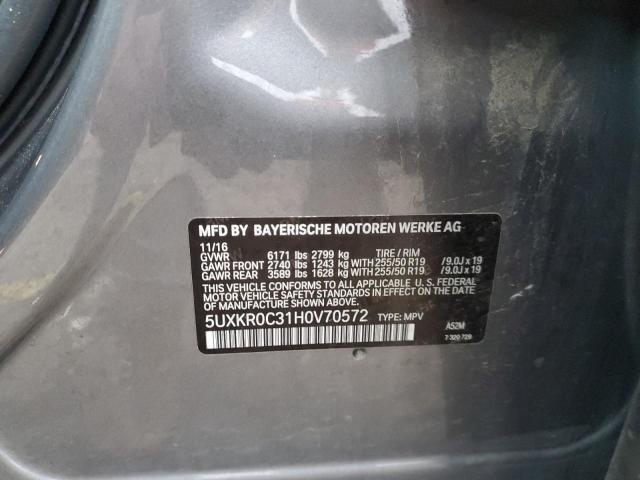 MFD BY BAYERISCHE MOTOREN WERKE AG
11/16
GVWR 6171 lbs 2799 kg TIRE / RIM
GAWR FRONT 2740 lbs 1243 kg WITH 255/50 R19 /9.0J x 19
GAWR REAR 3589 lbs 1628 kg WITH 255/50 R19 /9.0J x 19
THIS VEHICLE CONFORMS TO ALL APPLICABLE U. S. FEDERAL
MOTOR VEHICLE SAFETY STANDARDS IN EFFECT ON THE DATE
OF MANUFACTURE SHOWN ABOVE.
5UXKR0C31H0V70572 TYPE: MPV
A52M
7 320 729